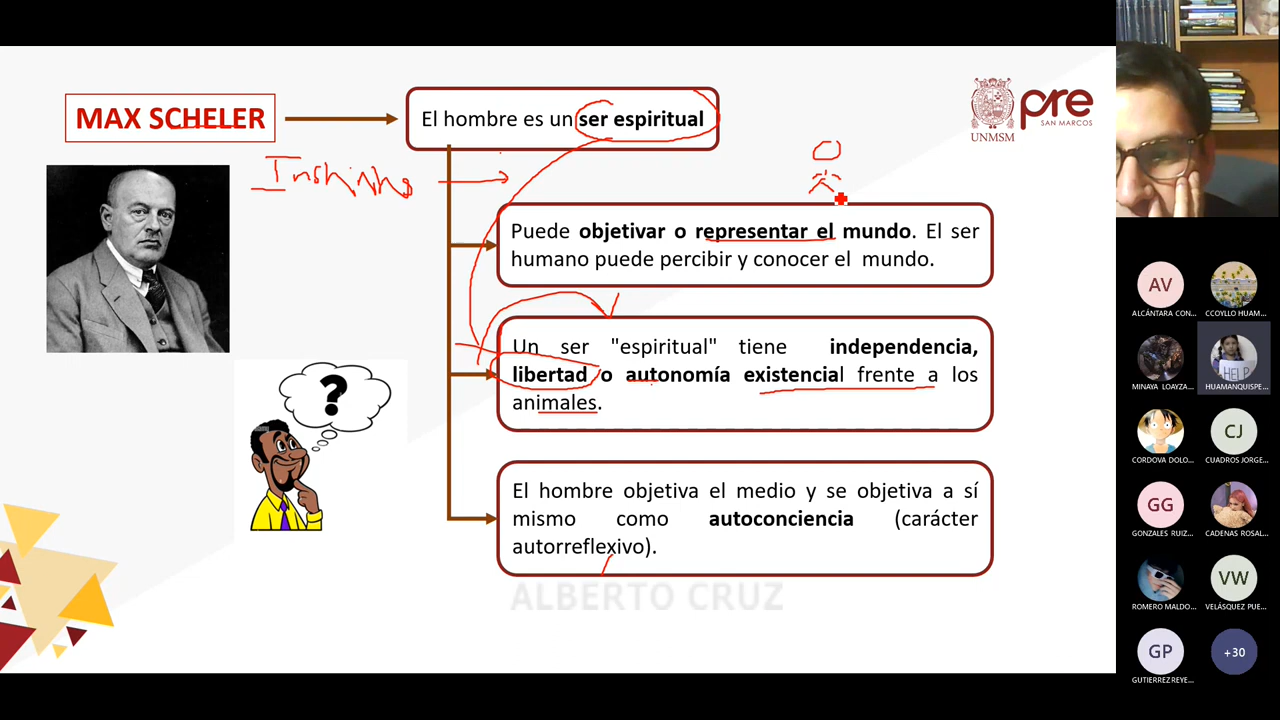 MAX SCHELER
El hombre es un ser espiritual
pre
SAN MARCOS
UNMSM
Instinto
Puede objetivar o representar el mundo. El ser
humano puede percibir y conocer el mundo.
?
Un ser "espiritual" tiene independencia,
libertad o autonomía existencial frente a los
animales.
El hombre objetiva el medio y se objetiva a sí
mismo como autoconciencia (carácter
autorreflexivo).
ALBERTO CRUZ
AV
ALCÁNTARA CON...
CCOYLLO HUAM...
MINAYA LOAYZA...
HELP
HUAMANQUISPE...
CORDOVA DOLO...
CJ
CUADROS JORGE...
GG
GONZALES RUIZ...
CADENAS ROSAL...
ROMERO MALDO...
VW
VELÁSQUEZ PUE...
GP
GUTIERREZ REYE...
+30